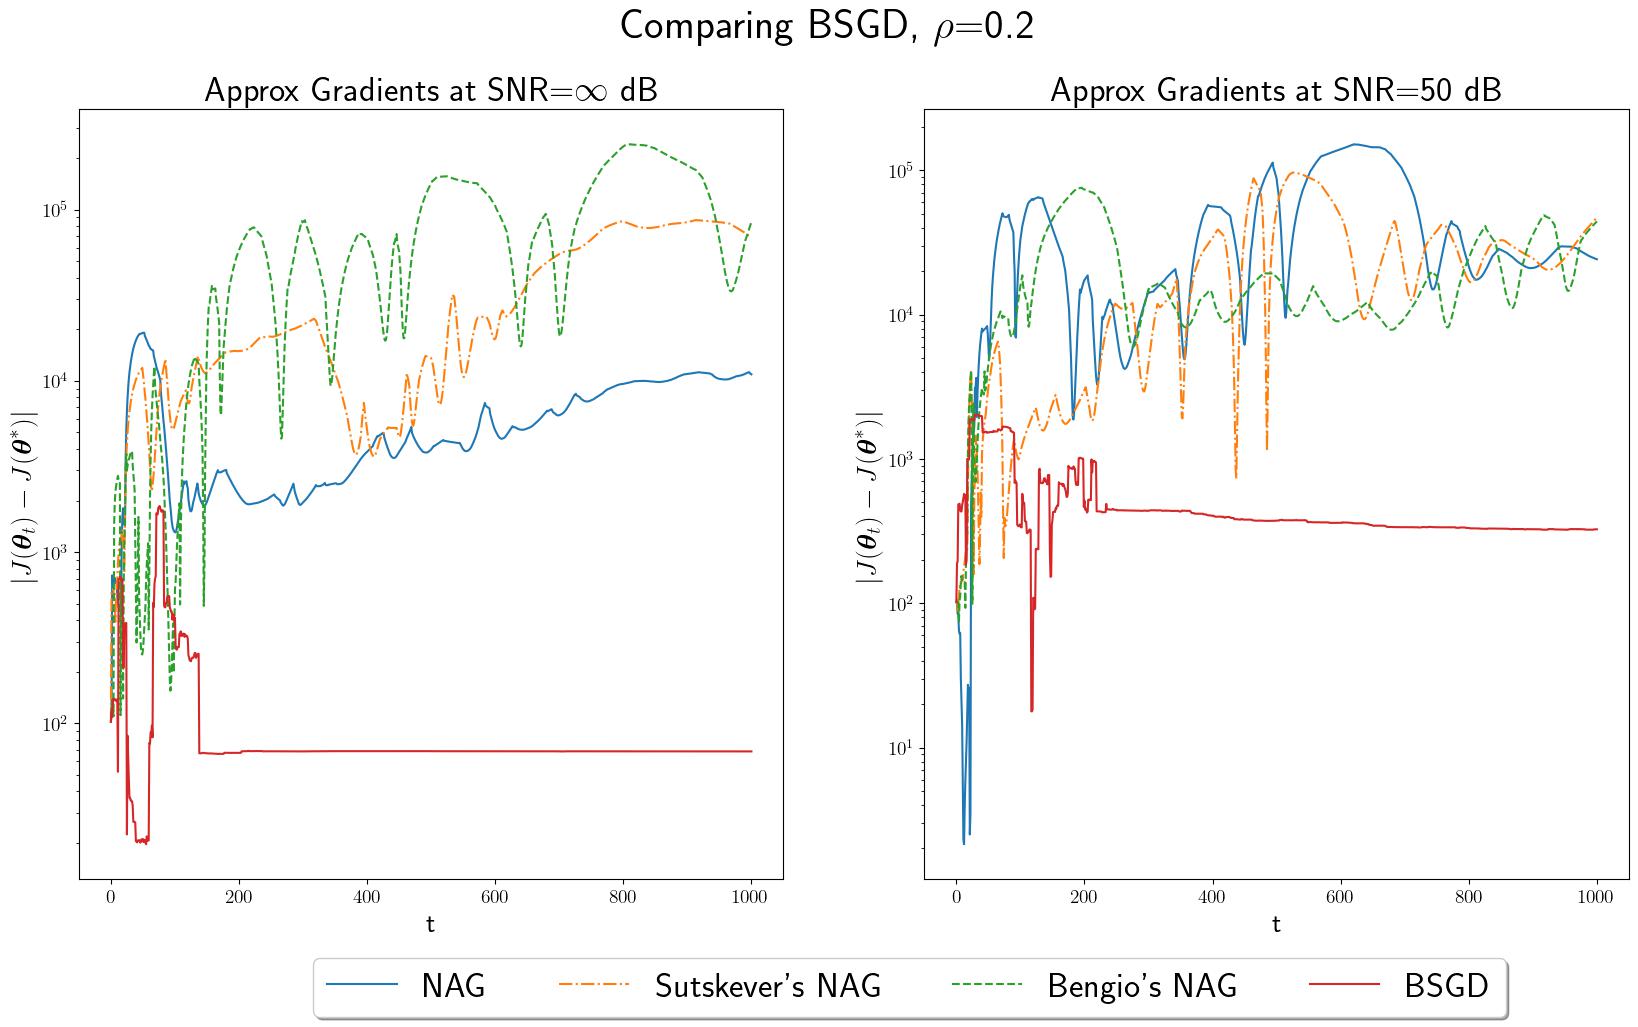 Comparing BSGD, ρ=0.2
Approx Gradients at SNR=∞ dB
|J(θ_t) − J(θ*)|
10^5
10^4
10^3
10^2
0 200 400 600 800 1000
t
Approx Gradients at SNR=50 dB
|J(θ_t) − J(θ*)|
10^5
10^4
10^3
10^2
10^1
0 200 400 600 800 1000
t
NAG Sutskever's NAG Bengio's NAG BSGD